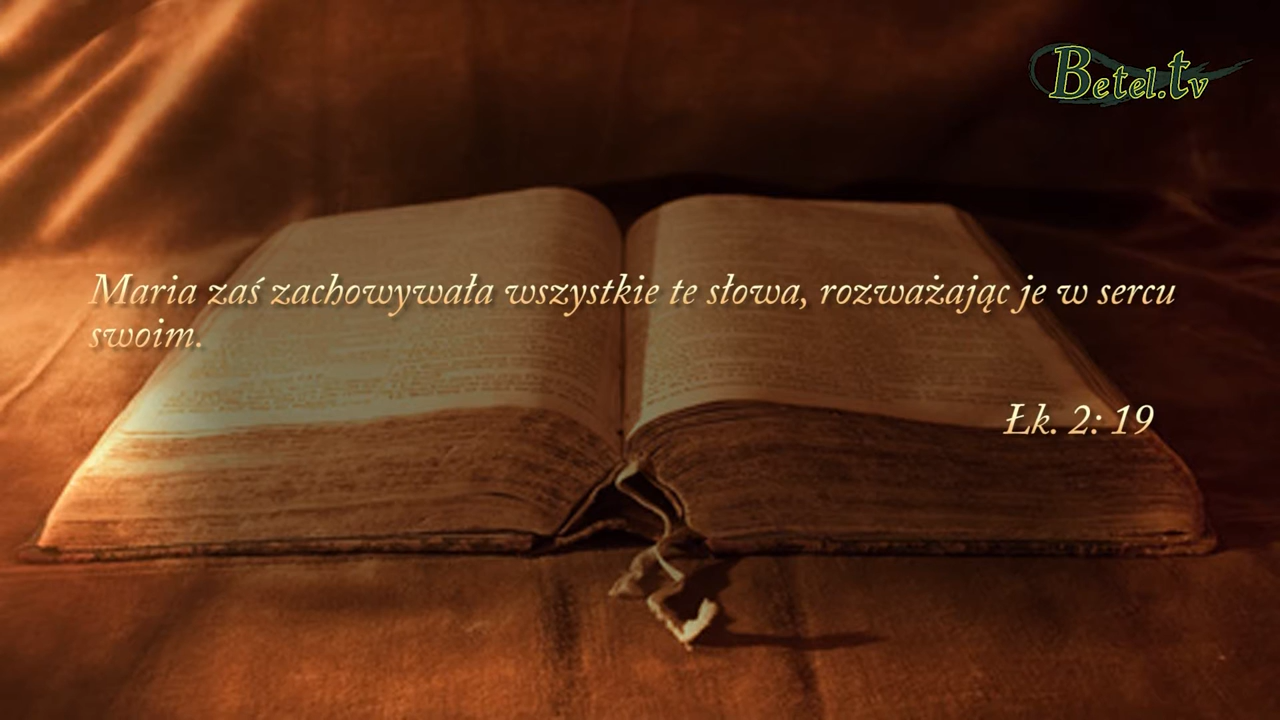 Betel.tv
Maria zaś zachowywała wszystkie te słowa, rozważając je w sercu
swoim.
Łk. 2: 19